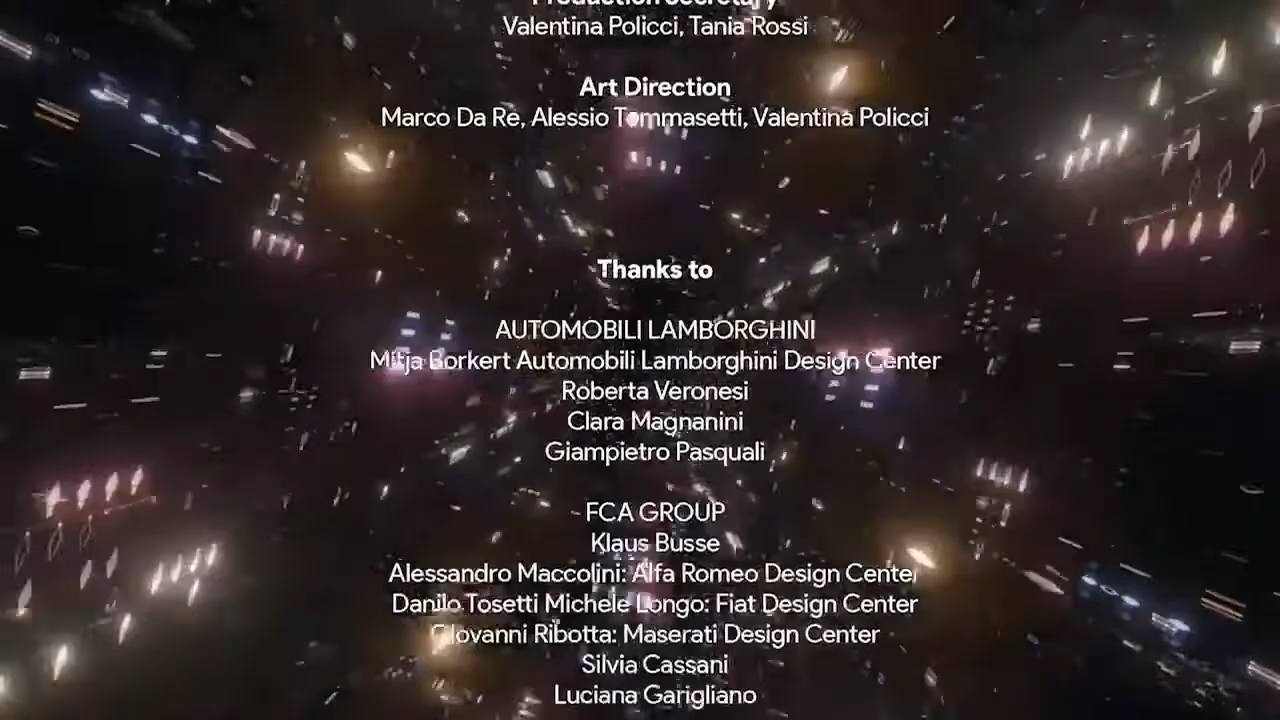 Production Secretary
Valentina Policci, Tania Rossi
Art Direction
Marco Da Re, Alessio Tommasetti, Valentina Policci
Thanks to
AUTOMOBILI LAMBORGHINI
Mitja Borkert Automobili Lamborghini Design Center
Roberta Veronesi
Clara Magnanini
Giampietro Pasquali
FCA GROUP
Klaus Busse
Alessandro Maccolini: Alfa Romeo Design Center
Danilo Tosetti Michele Longo: Fiat Design Center
Giovanni Ribotta: Maserati Design Center
Silvia Cassani
Luciana Garigliano